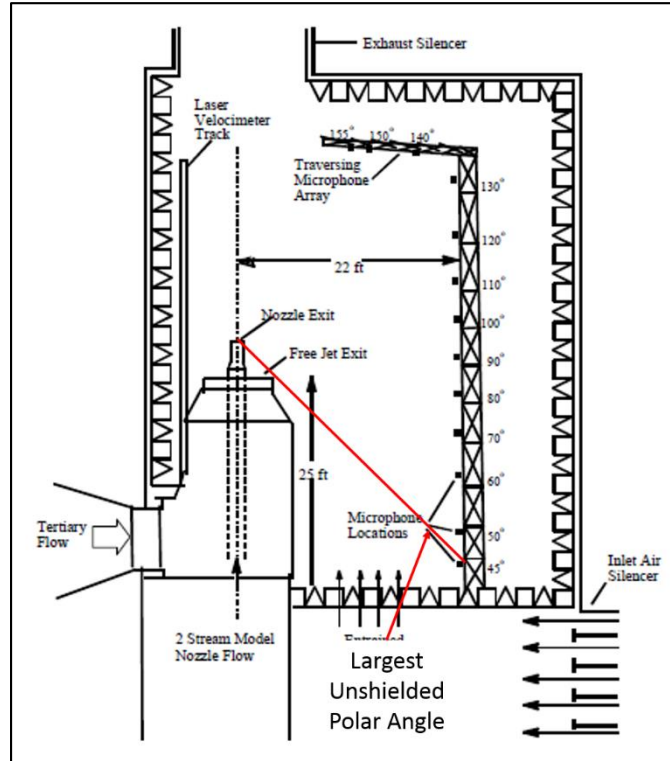 Exhaust Silencer
Laser
Velocimeter
Track
155° 150° 140°
Traversing
Microphone
Array
130°
120°
22 ft
110°
Nozzle Exit
100°
Free Jet Exit
90°
80°
70°
25 ft
60°
Microphone
Locations
50°
45°
Tertiary
Flow
Inlet Air
Silencer
2 Stream Model
Nozzle Flow
Largest
Unshielded
Polar Angle